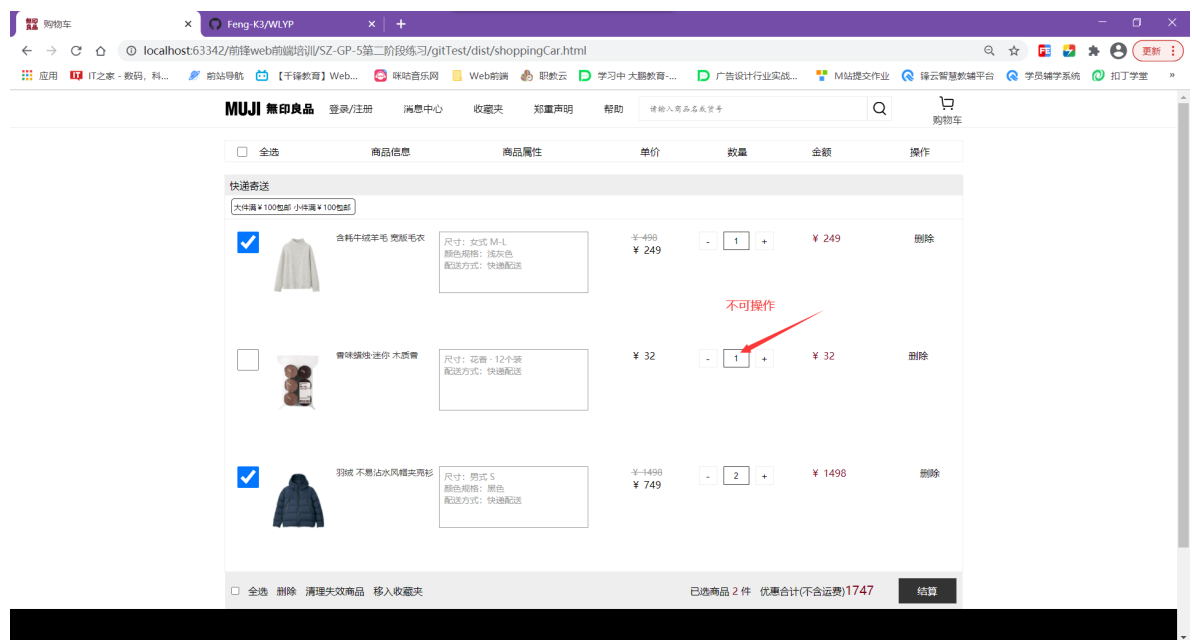 無印良品 购物车
Feng-K3/WLYP
localhost:63342/前锋web前端培训/SZ-GP-5第二阶段练习/gitTest/dist/shoppingCar.html
更新
应用 IT之家 - 数码，科... 前站导航 【千锋教育】Web... 咪咕音乐网 Web前端 职教云 学习中 大鹏教育-... 广告设计行业实战... M站提交作业 锋云智慧教辅平台 学员辅学系统 扣丁学堂 »
MUJI 無印良品 登录/注册 消息中心 收藏夹 郑重声明 帮助 请输入商品名或货号 购物车
全选 商品信息 商品属性 单价 数量 金额 操作
快递寄送
大件满¥100包邮 小件满¥100包邮
含耗牛绒羊毛 宽版毛衣 尺寸：女式 M-L ¥ 498 - 1 + ¥ 249 删除
颜色规格：浅灰色 ¥ 249
配送方式：快递配送
不可操作
香味蜡烛·迷你 木质香 尺寸：花香 · 12个装 ¥ 32 - 1 + ¥ 32 删除
配送方式：快递配送
羽绒 不易沾水风帽夹克衫 尺寸：男式 S ¥ 1498 - 2 + ¥ 1498 删除
颜色规格：黑色 ¥ 749
配送方式：快递配送
全选 删除 清理失效商品 移入收藏夹 已选商品 2 件 优惠合计(不含运费)1747 结算